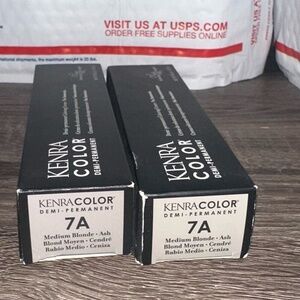 VISIT US AT USPS.COM
ORDER FREE SUPPLIES ONLINE
KENRA
COLOR
DEMI-PERMANENT
KENRACOLOR
DEMI-PERMANENT
7A
Medium Blonde · Ash
Blond Moyen · Cendré
Rubio Medio · Ceniza
KENRA
COLOR
DEMI-PERMANENT
KENRACOLOR
DEMI-PERMANENT
7A
Medium Blonde · Ash
Blond Moyen · Cendré
Rubio Medio · Ceniza